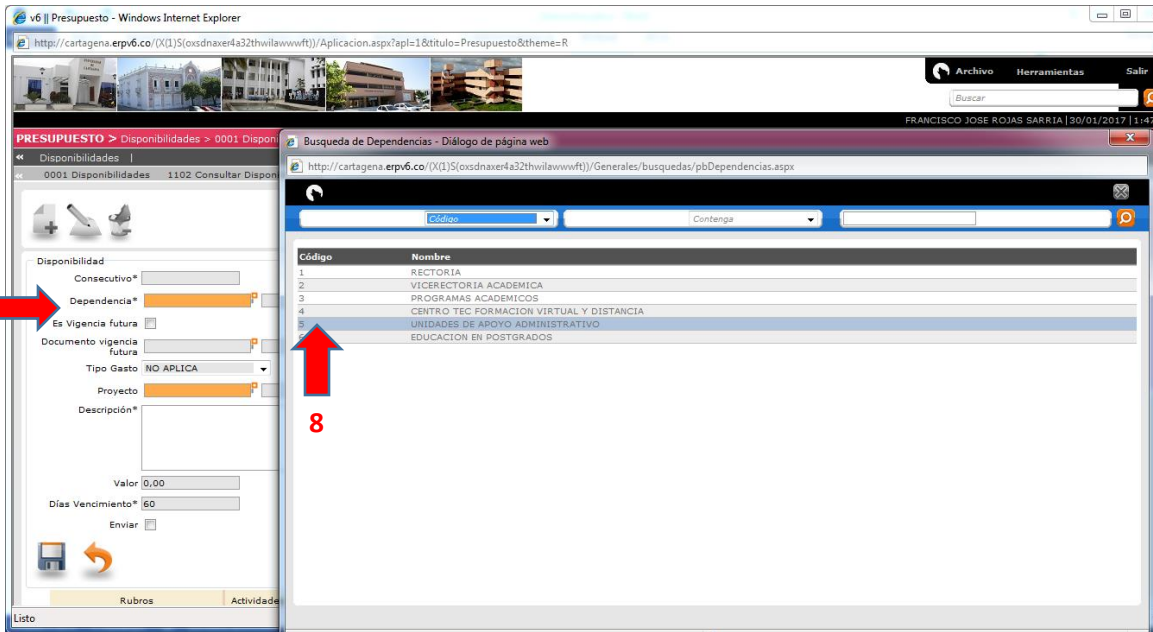 v6 || Presupuesto - Windows Internet Explorer
http://cartagena.erpv6.co/(X(1)S(oxsdnaxer4a32thwilawwwft))/Aplicacion.aspx?apl=1&titulo=Presupuesto&theme=R
Archivo Herramientas Salir
Buscar
FRANCISCO JOSE ROJAS SARRIA |30/01/2017 | 1:47
PRESUPUESTO > Disponibilidades > 0001 Disponi
« Disponibilidades |
« 0001 Disponibilidades 1102 Consultar Disponi
Busqueda de Dependencias - Diálogo de página web
http://cartagena.erpv6.co/(X(1)S(oxsdnaxer4a32thwilawwwft))/Generales/busquedas/pbDependencias.aspx
Código Contenga
Código Nombre
1 RECTORIA
2 VICERECTORIA ACADEMICA
3 PROGRAMAS ACADEMICOS
4 CENTRO TEC FORMACION VIRTUAL Y DISTANCIA
5 UNIDADES DE APOYO ADMINISTRATIVO
EDUCACION EN POSTGRADOS
8
Disponibilidad
Consecutivo*
Dependencia*
Es Vigencia futura
Documento vigencia
futura
Tipo Gasto NO APLICA
Proyecto
Descripción*
Valor 0,00
Días Vencimiento* 60
Enviar
Rubros Actividade
Listo